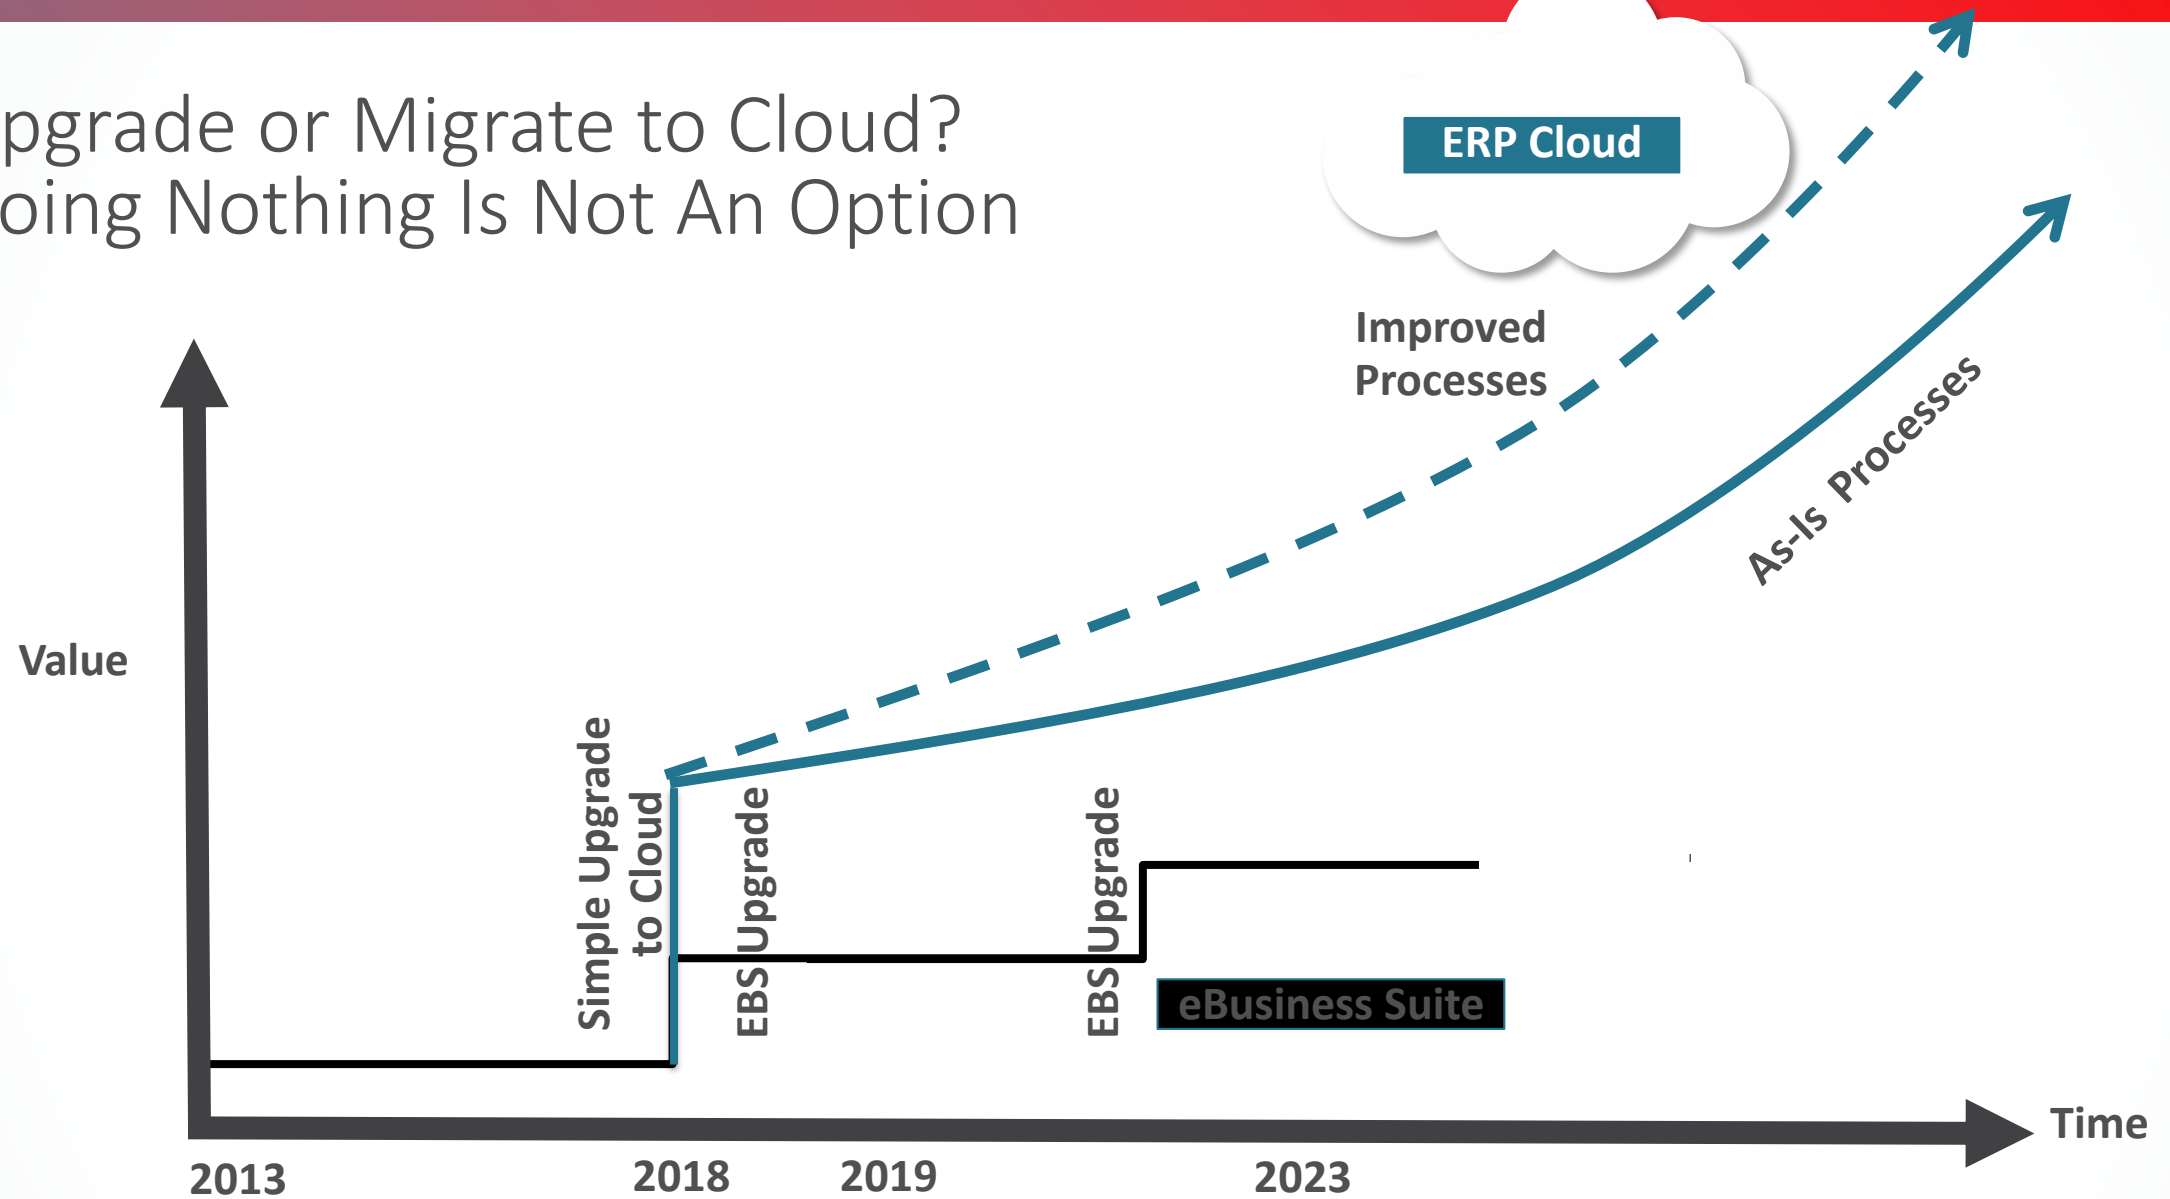 pgrade or Migrate to Cloud?
oing Nothing Is Not An Option
ERP Cloud
Improved
Processes
As-Is Processes
Value
Simple Upgrade
to Cloud
EBS Upgrade
EBS Upgrade
eBusiness Suite
Time
2013
2018
2019
2023